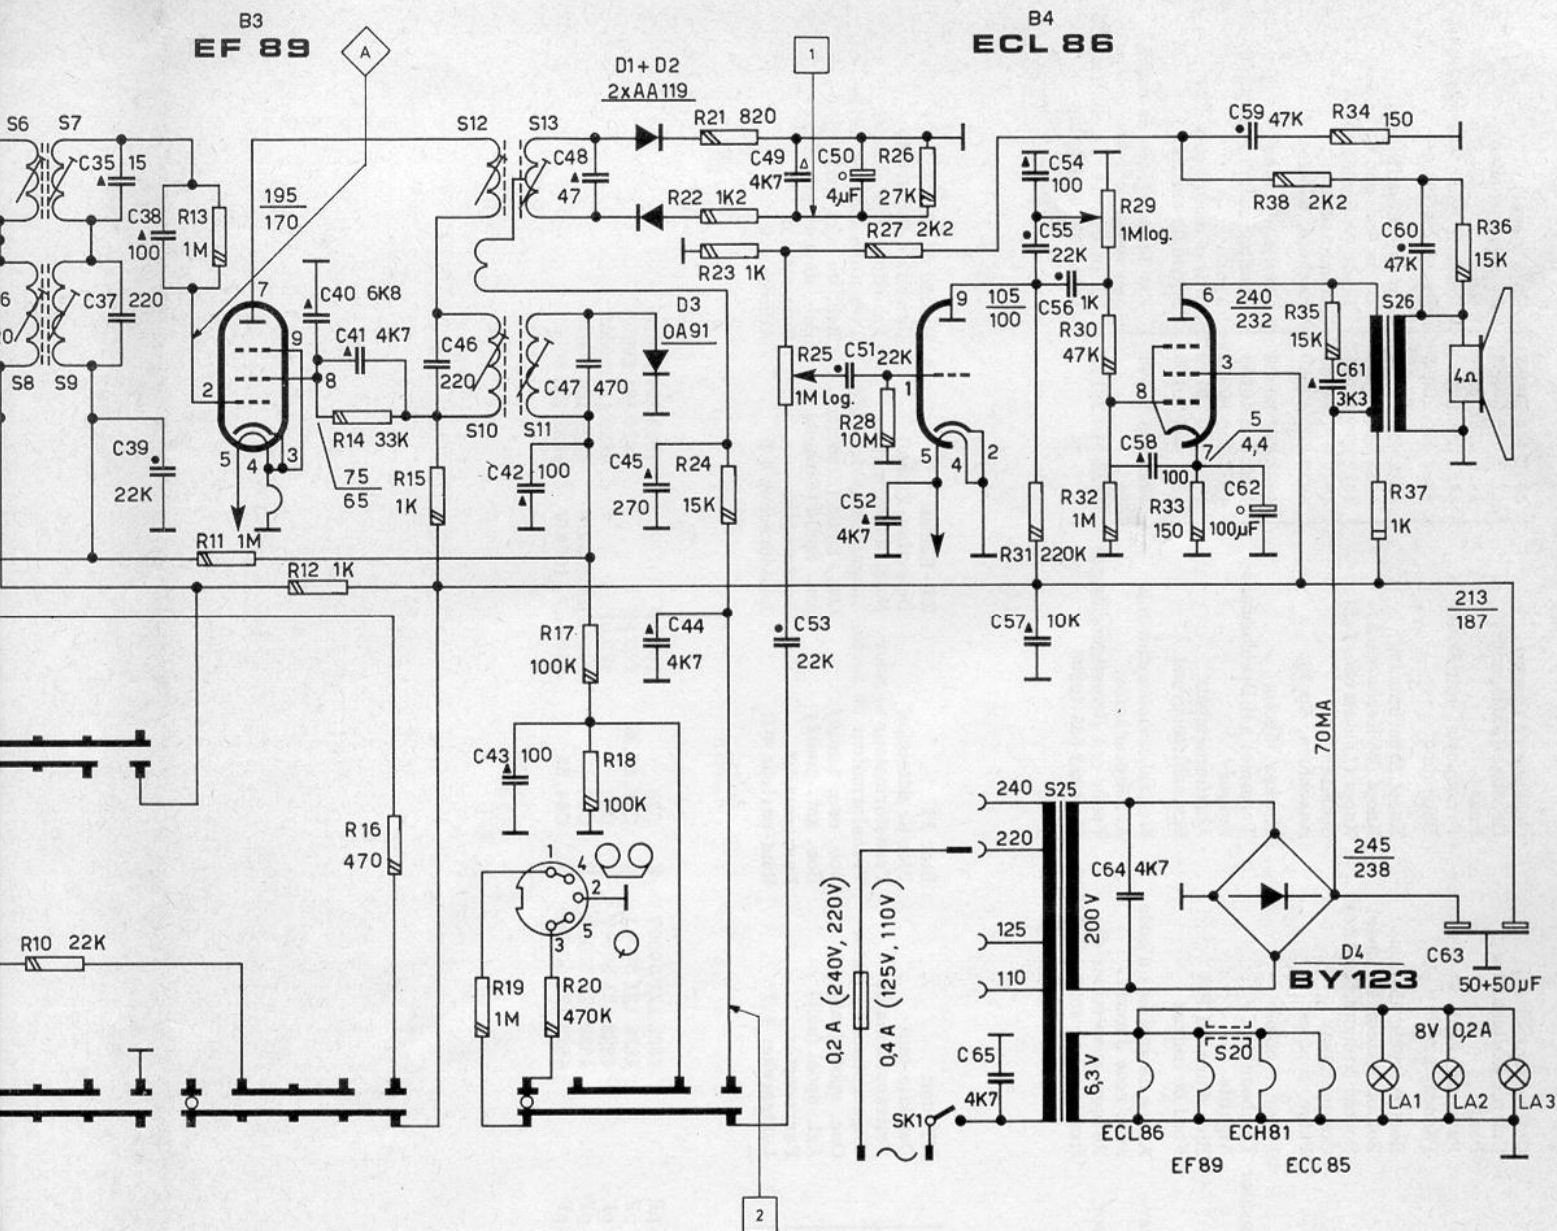 B3
EF 89
A
1
B4
ECL 86
D1+D2
2xAA119
S6
S7
C35
15
C38
100
R13
1M
195
170
S12
S13
C48
47
R21 820
R22 1K2
C49
4K7
C50
4µF
R26
27K
R27 2K2
R23 1K
C54
100
C55
22K
R29
1Mlog.
C59
47K
R34
150
R38
2K2
C60
47K
R36
15K
C37
220
S8
S9
7
9
8
2
5
4
3
C40 6K8
C41 4K7
R14 33K
75
65
C46
220
S10
S11
C47
470
D3
OA91
R25
1M Log.
C51
22K
1
R28
10M
9
5
4
2
105
100
C56
1K
R30
47K
6
240
232
3
8
7
5
4,4
R35
15K
C61
3K3
S26
4Ω
C39
22K
R15
1K
C42
100
C45
270
R24
15K
C52
4K7
R31
220K
R32
1M
C58
100
R33
150
C62
100µF
R37
1K
R11 1M
R12 1K
R17
100K
C44
4K7
C53
22K
C57
10K
213
187
70MA
C43
100
R18
100K
R16
470
R10 22K
1
4
2
5
3
R19
1M
R20
470K
2
0,2 A (240V, 220V)
0,4 A (125V, 110V)
240
220
125
110
S25
C64 4K7
200V
245
238
D4
BY 123
C63
50+50µF
C65
4K7
SK1
6,3V
S20
8V
0,2A
LA1
LA2
LA3
ECL86
EF89
ECH81
ECC85